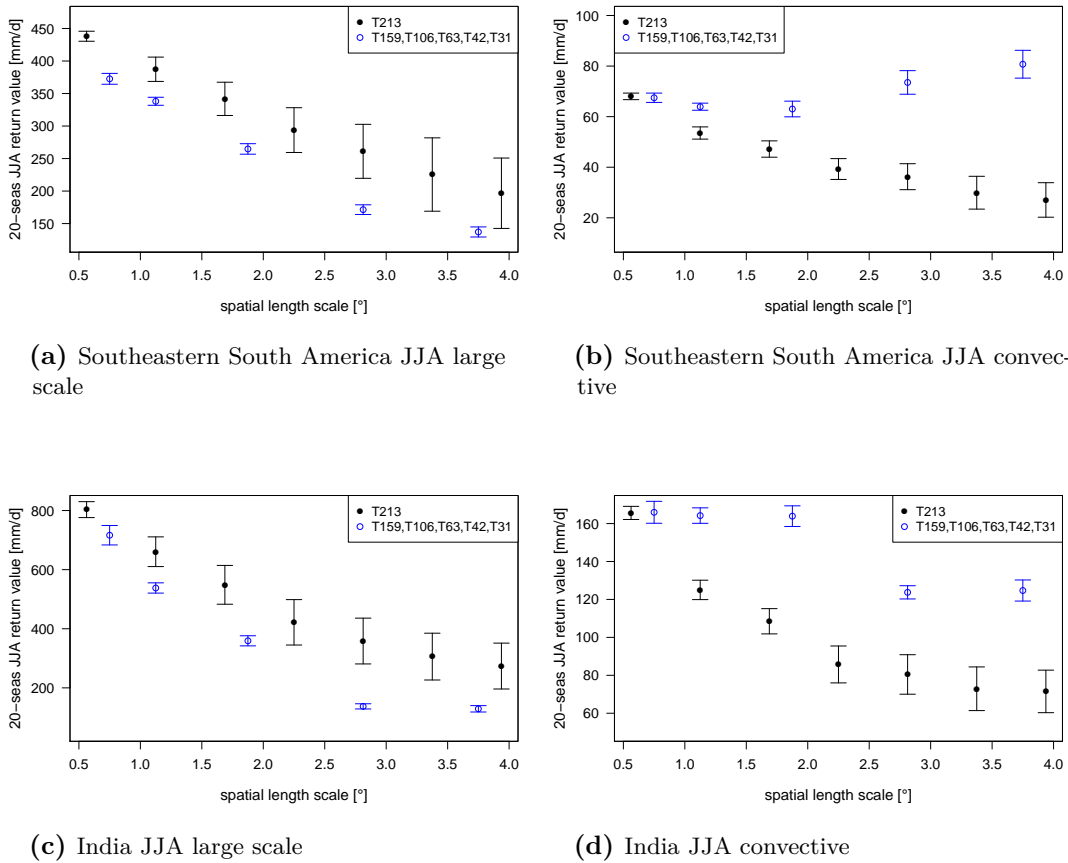 20−seas JJA return value [mm/d]
450
400
350
300
250
200
150
T213
T159,T106,T63,T42,T31
0.5 1.0 1.5 2.0 2.5 3.0 3.5 4.0
spatial length scale [°]
(a) Southeastern South America JJA large
scale
20−seas JJA return value [mm/d]
100
80
60
40
20
T213
T159,T106,T63,T42,T31
0.5 1.0 1.5 2.0 2.5 3.0 3.5 4.0
spatial length scale [°]
(b) Southeastern South America JJA convec-
tive
20−seas JJA return value [mm/d]
800
600
400
200
T213
T159,T106,T63,T42,T31
0.5 1.0 1.5 2.0 2.5 3.0 3.5 4.0
spatial length scale [°]
(c) India JJA large scale
20−seas JJA return value [mm/d]
160
140
120
100
80
60
T213
T159,T106,T63,T42,T31
0.5 1.0 1.5 2.0 2.5 3.0 3.5 4.0
spatial length scale [°]
(d) India JJA convective